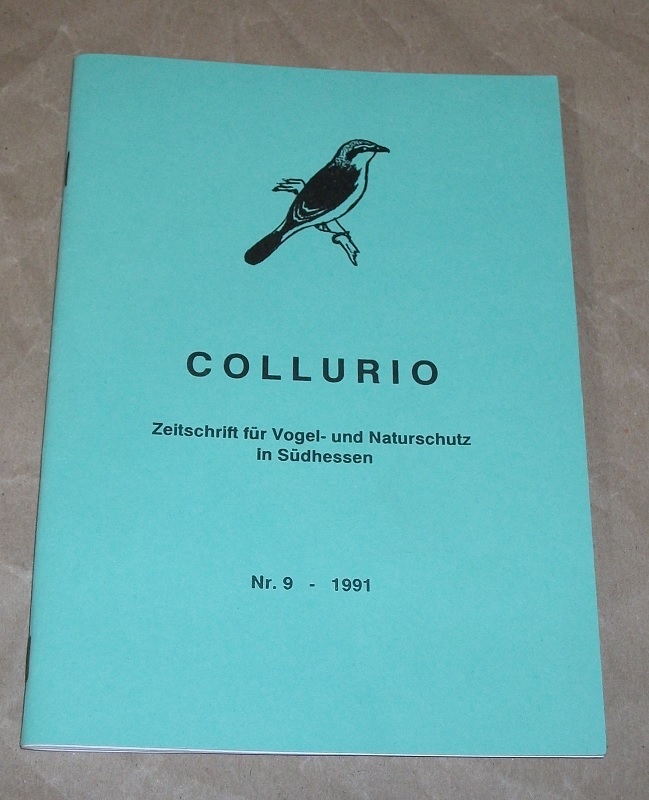 COLLURIO
Zeitschrift für Vogel- und Naturschutz
in Südhessen
Nr. 9 - 1991